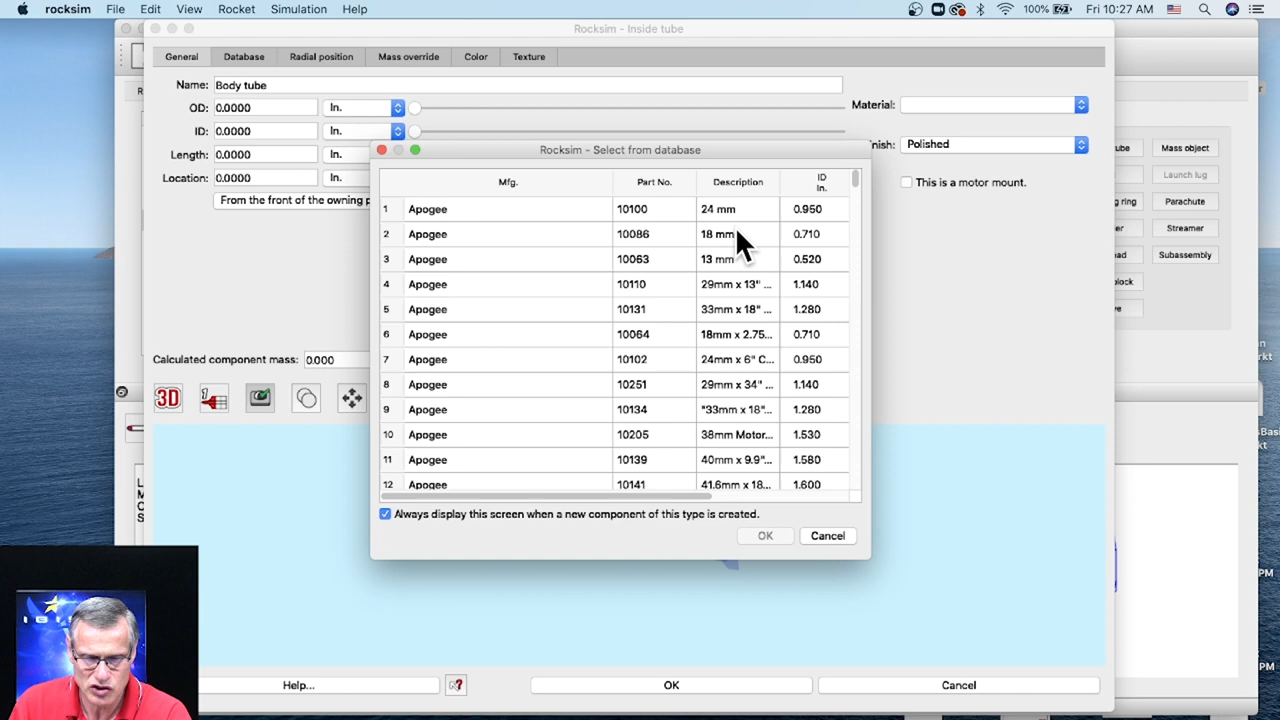 rocksim File Edit View Rocket Simulation Help 100% Fri 10:27 AM
Rocksim - Inside tube
General Database Radial position Mass override Color Texture
Name: Body tube
OD: 0.0000 In.
Material:
ID: 0.0000 In.
Length: 0.0000 In.
Finish: Polished
Location: 0.0000 In.
From the front of the owning p
This is a motor mount.
Rocksim - Select from database
Mfg. Part No. Description ID In.
1 Apogee 10100 24 mm 0.950
2 Apogee 10086 18 mm 0.710
3 Apogee 10063 13 mm 0.520
4 Apogee 10110 29mm x 13" ... 1.140
5 Apogee 10131 33mm x 18" ... 1.280
6 Apogee 10064 18mm x 2.75... 0.710
7 Apogee 10102 24mm x 6" C... 0.950
8 Apogee 10251 29mm x 34" ... 1.140
9 Apogee 10134 "33mm x 18"... 1.280
10 Apogee 10205 38mm Motor... 1.530
11 Apogee 10139 40mm x 9.9"... 1.580
12 Apogee 10141 41.6mm x 18... 1.600
Always display this screen when a new component of this type is created.
OK Cancel
Calculated component mass: 0.000
3D
Help... OK Cancel
ube Mass object
Launch lug
g ring Parachute
er Streamer
ad Subassembly
lock
L
M
C
S
PM
PM